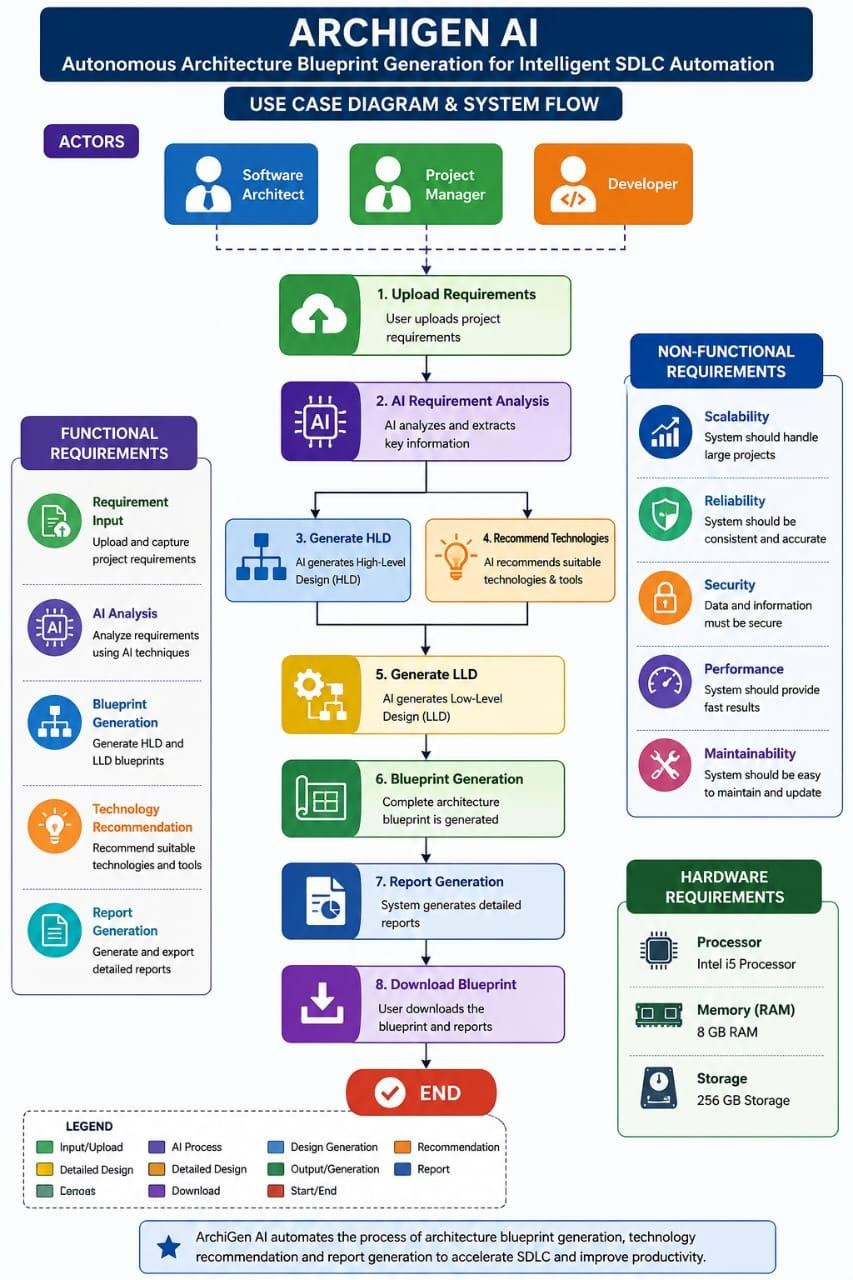 ARCHIGEN AI
Autonomous Architecture Blueprint Generation for Intelligent SDLC Automation
USE CASE DIAGRAM & SYSTEM FLOW
ACTORS
Software
Architect
Project
Manager
</>
Developer
1. Upload Requirements
User uploads project
requirements
AI
2. AI Requirement Analysis
AI analyzes and extracts
key information
3. Generate HLD
AI generates High-Level
Design (HLD)
4. Recommend Technologies
AI recommends suitable
technologies & tools
5. Generate LLD
AI generates Low-Level
Design (LLD)
6. Blueprint Generation
Complete architecture
blueprint is generated
7. Report Generation
System generates detailed
reports
8. Download Blueprint
User downloads the
blueprint and reports
END
FUNCTIONAL
REQUIREMENTS
Requirement
Input
Upload and capture
project requirements
AI
AI Analysis
Analyze requirements
using AI techniques
Blueprint
Generation
Generate HLD and
LLD blueprints
Technology
Recommendation
Recommend suitable
technologies and tools
Report
Generation
Generate and export
detailed reports
NON-FUNCTIONAL
REQUIREMENTS
Scalability
System should handle
large projects
Reliability
System should be
consistent and accurate
Security
Data and information
must be secure
Performance
System should provide
fast results
Maintainability
System should be easy
to maintain and update
HARDWARE
REQUIREMENTS
Processor
Intel i5 Processor
Memory (RAM)
8 GB RAM
Storage
256 GB Storage
LEGEND
Input/Upload
AI Process
Design Generation
Recommendation
Detailed Design
Detailed Design
Output/Generation
Report
Download
Start/End
ArchiGen AI automates the process of architecture blueprint generation, technology
recommendation and report generation to accelerate SDLC and improve productivity.